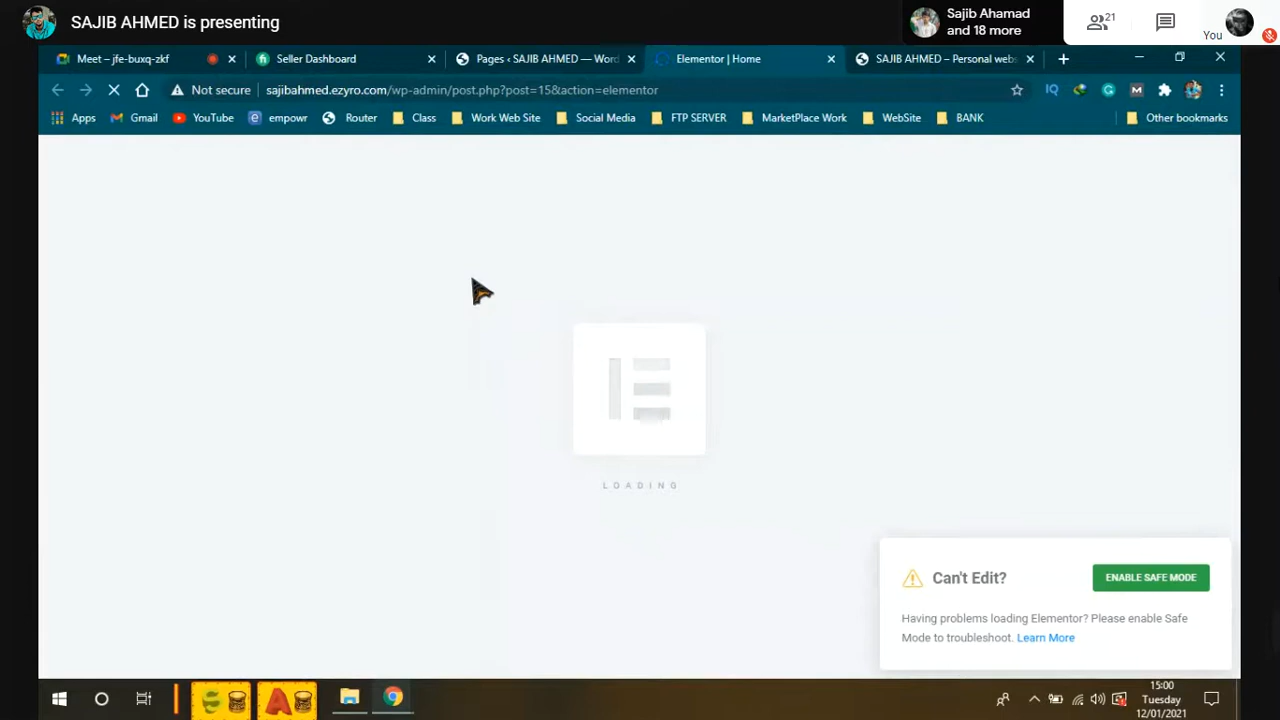 SAJIB AHMED is presenting
Sajib Ahamad
and 18 more
21
You
Meet – jfe-buxq-zkf
Seller Dashboard
Pages ‹ SAJIB AHMED — Word
Elementor | Home
SAJIB AHMED – Personal webs
Not secure
sajibahmed.ezyro.com/wp-admin/post.php?post=15&action=elementor
Apps
Gmail
YouTube
empowr
Router
Class
Work Web Site
Social Media
FTP SERVER
MarketPlace Work
WebSite
BANK
Other bookmarks
LOADING
Can't Edit?
ENABLE SAFE MODE
Having problems loading Elementor? Please enable Safe
Mode to troubleshoot. Learn More
15:00
Tuesday
12/01/2021